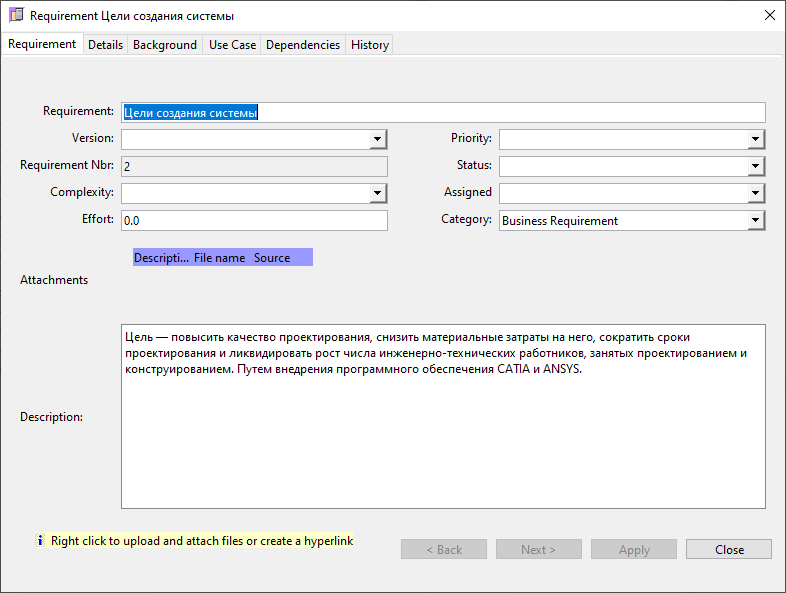 Requirement Цели создания системы
Requirement Details Background Use Case Dependencies History
Requirement: Цели создания системы
Version: Priority:
Requirement Nbr: 2 Status:
Complexity: Assigned
Effort: 0.0 Category: Business Requirement
Descripti... File name Source
Attachments
Цель — повысить качество проектирования, снизить материальные затраты на него, сократить сроки
проектирования и ликвидировать рост числа инженерно-технических работников, занятых проектированием и
конструированием. Путем внедрения программного обеспечения CATIA и ANSYS.
Description:
i Right click to upload and attach files or create a hyperlink
< Back Next > Apply Close